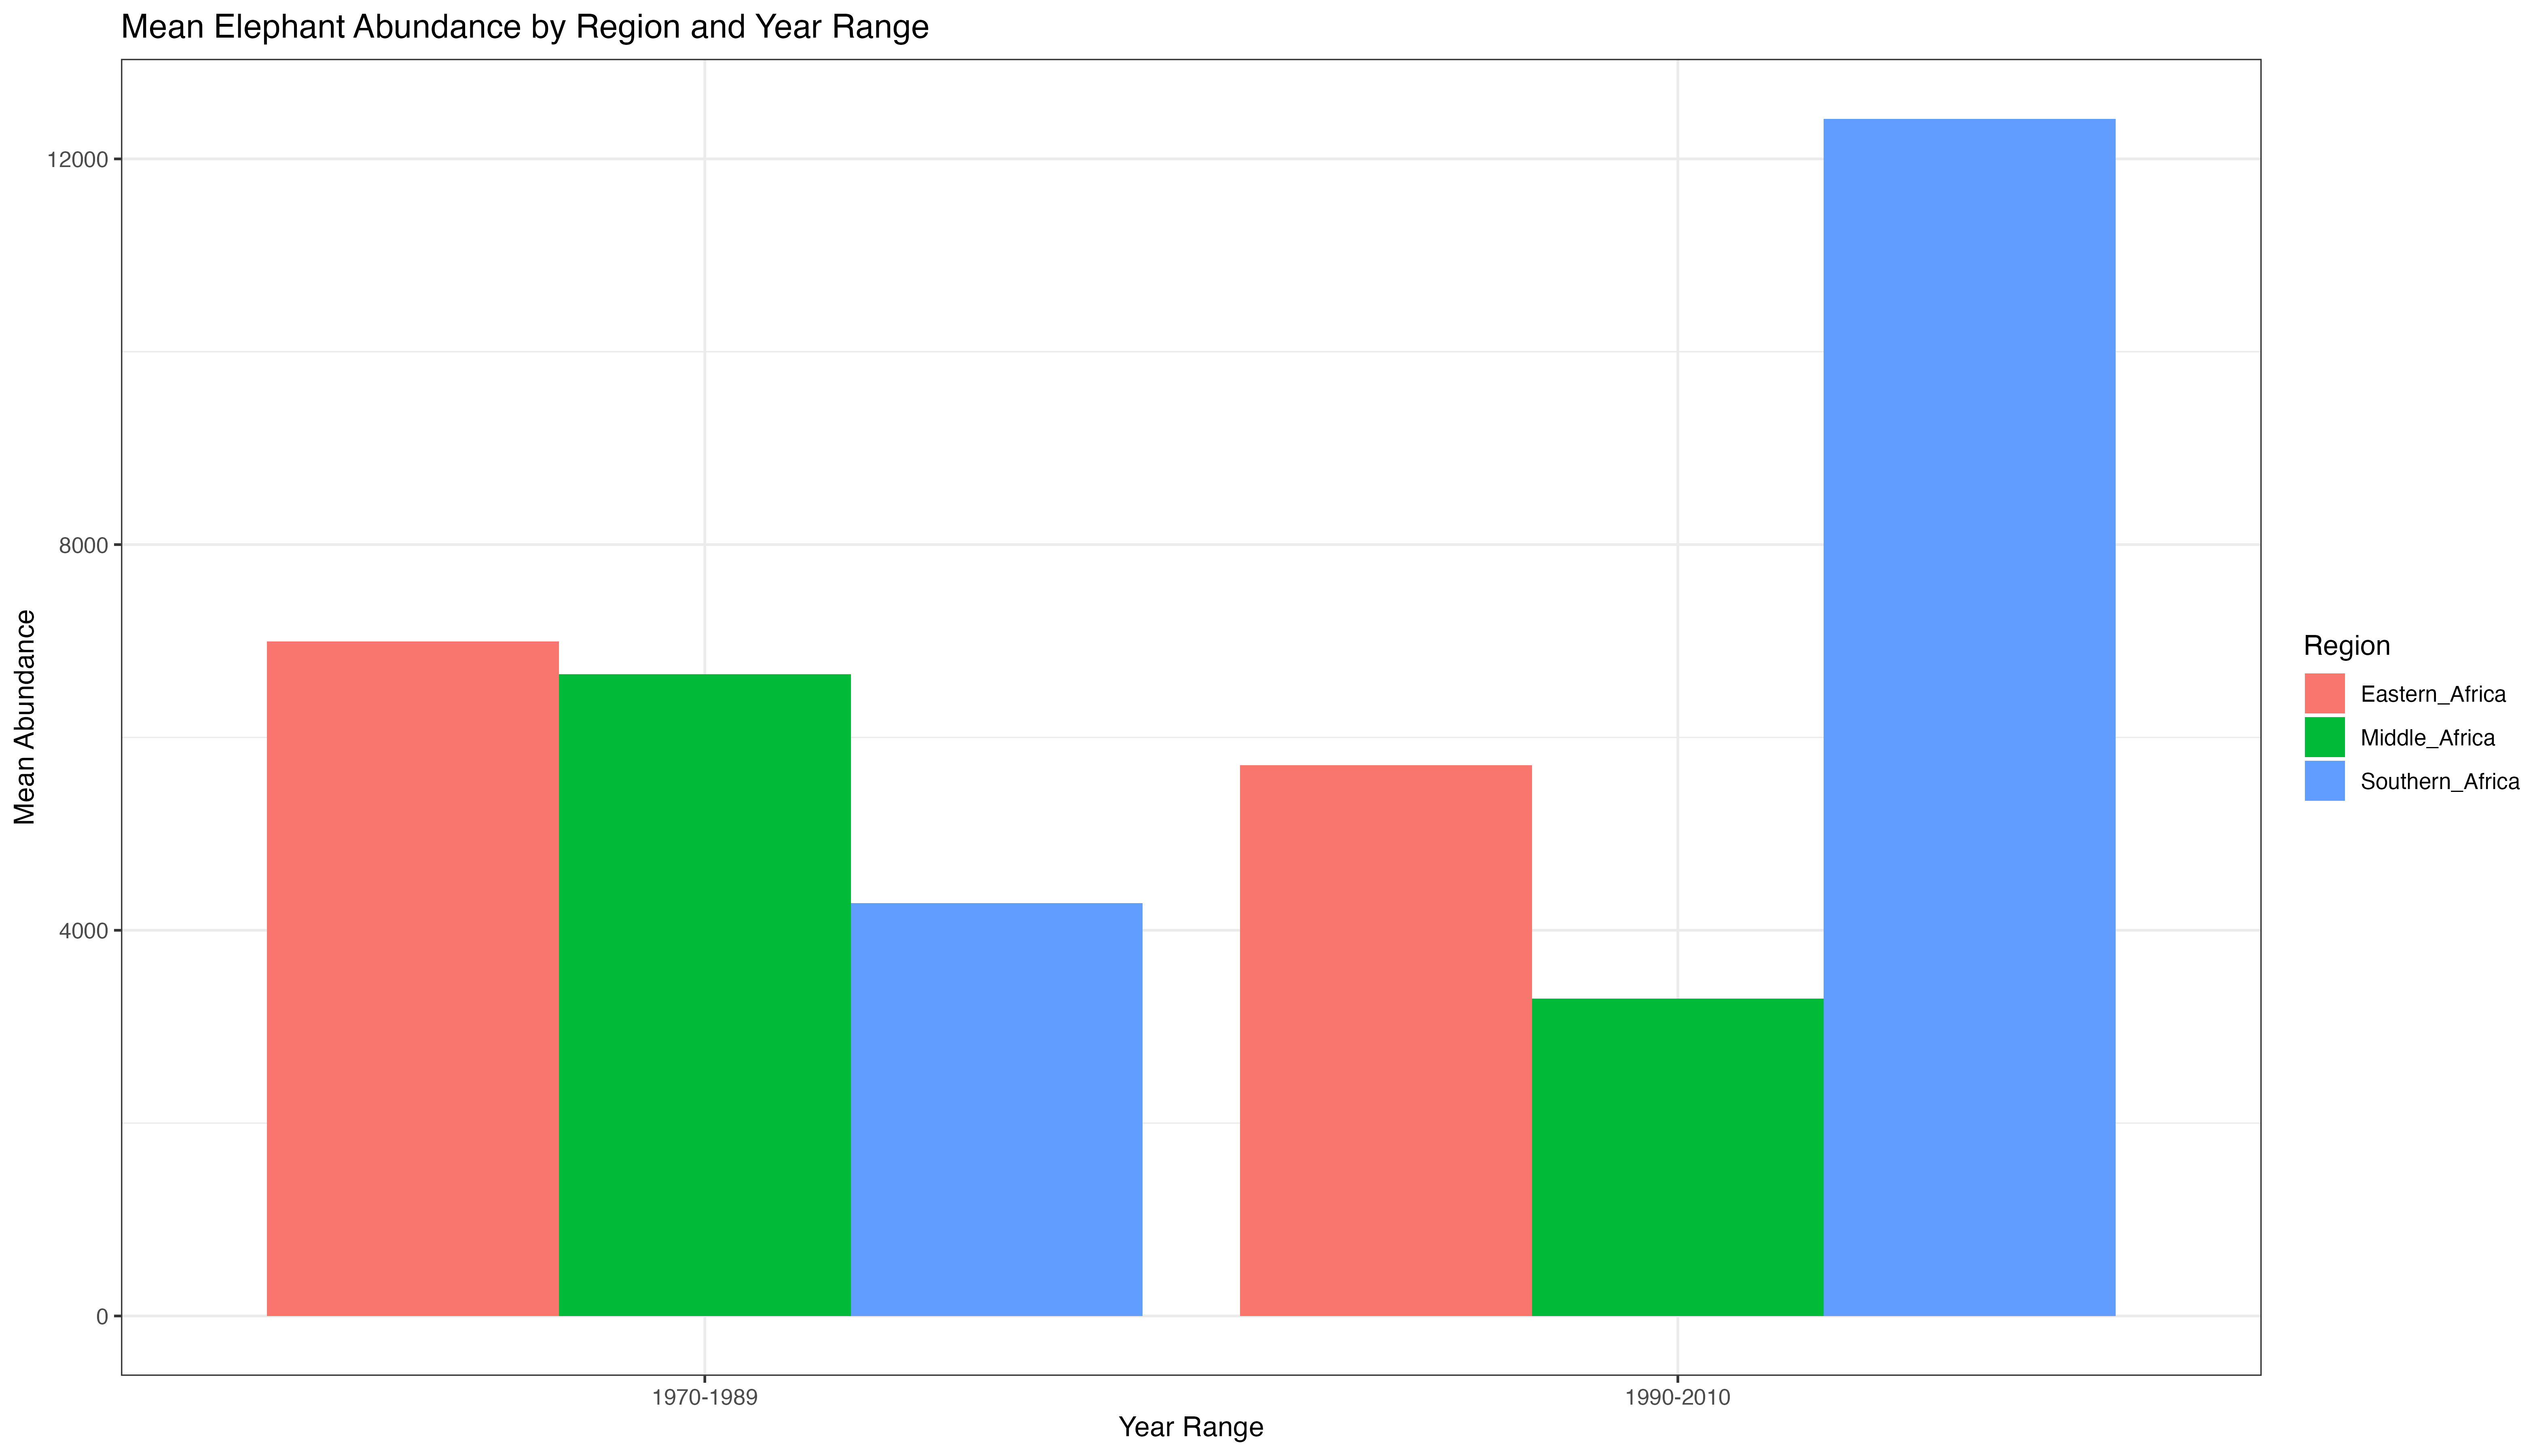 Mean Elephant Abundance by Region and Year Range
Mean Abundance
12000
8000
4000
0
1970-1989
1990-2010
Year Range
Region
Eastern_Africa
Middle_Africa
Southern_Africa